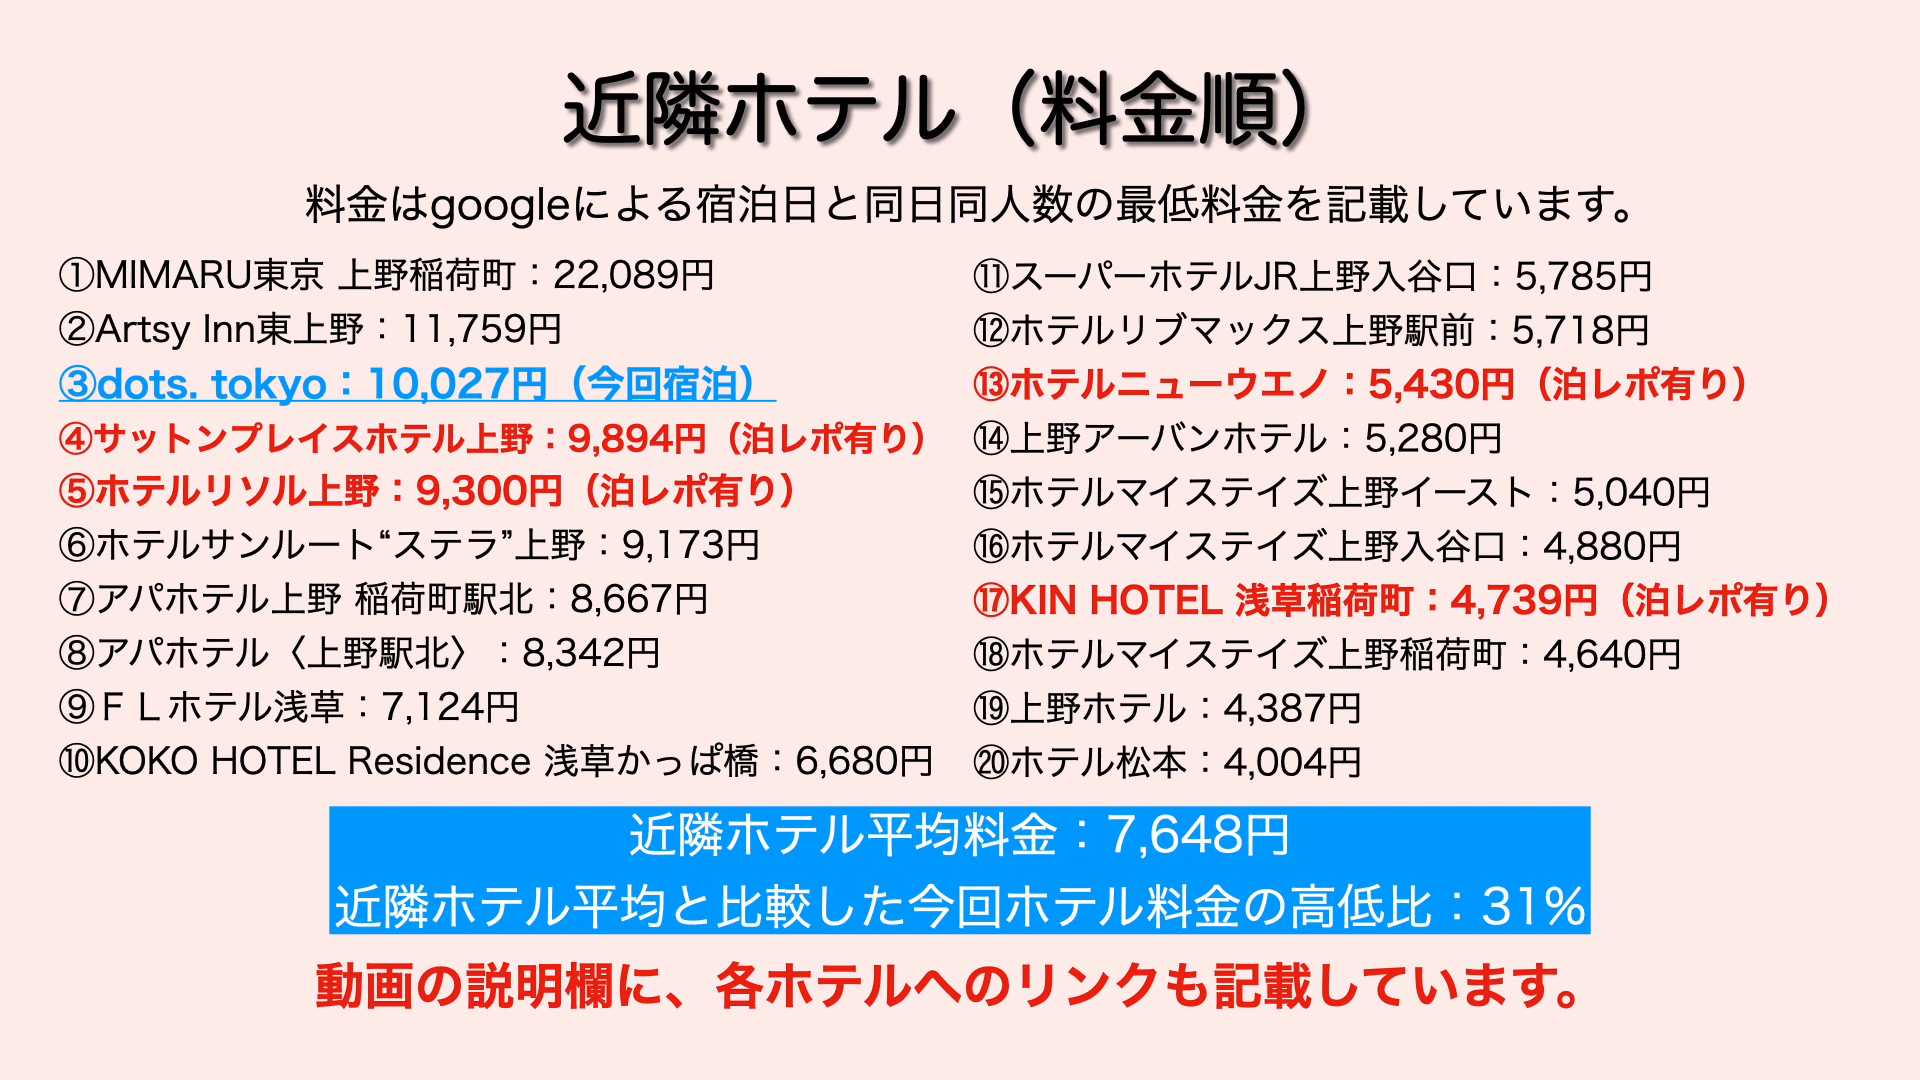 近隣ホテル（料金順）
料金はgoogleによる宿泊日と同日同人数の最低料金を記載しています。
①MIMARU東京 上野稲荷町：22,089円
②Artsy Inn東上野：11,759円
③dots. tokyo：10,027円（今回宿泊）
④サットンプレイスホテル上野：9,894円（泊レポ有り）
⑤ホテルリソル上野：9,300円（泊レポ有り）
⑥ホテルサンルート“ステラ”上野：9,173円
⑦アパホテル上野 稲荷町駅北：8,667円
⑧アパホテル〈上野駅北〉：8,342円
⑨ＦＬホテル浅草：7,124円
⑩KOKO HOTEL Residence 浅草かっぱ橋：6,680円
⑪スーパーホテルJR上野入谷口：5,785円
⑫ホテルリブマックス上野駅前：5,718円
⑬ホテルニューウエノ：5,430円（泊レポ有り）
⑭上野アーバンホテル：5,280円
⑮ホテルマイステイズ上野イースト：5,040円
⑯ホテルマイステイズ上野入谷口：4,880円
⑰KIN HOTEL 浅草稲荷町：4,739円（泊レポ有り）
⑱ホテルマイステイズ上野稲荷町：4,640円
⑲上野ホテル：4,387円
⑳ホテル松本：4,004円
近隣ホテル平均料金：7,648円
近隣ホテル平均と比較した今回ホテル料金の高低比：31%
動画の説明欄に、各ホテルへのリンクも記載しています。